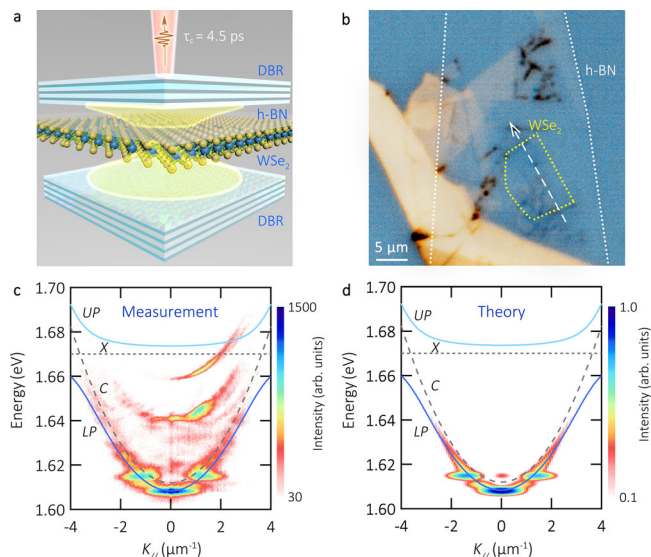 a
τc = 4.5 ps
DBR
h-BN
WSe2
DBR
b
h-BN
WSe2
5 μm
c
1.70
1.68
1.66
1.64
1.62
1.60
Energy (eV)
UP
Measurement
X
C
LP
1500
30
Intensity (arb. units)
-4
-2
0
2
4
K// (μm-1)
d
1.70
1.68
1.66
1.64
1.62
1.60
Energy (eV)
UP
Theory
X
C
LP
1.0
0.1
Intensity (arb. units)
-4
-2
0
2
4
K// (μm-1)